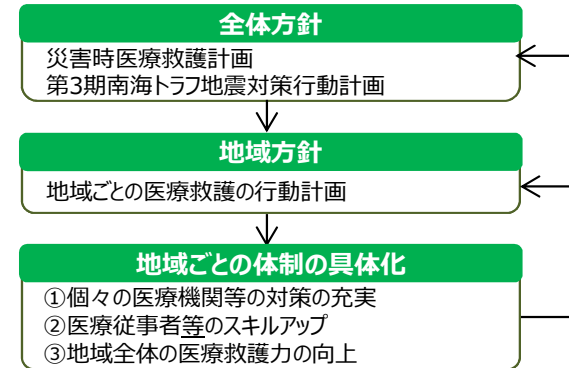 全体方針
災害時医療救護計画
第3期南海トラフ地震対策行動計画
地域方針
地域ごとの医療救護の行動計画
地域ごとの体制の具体化
①個々の医療機関等の対策の充実
②医療従事者等のスキルアップ
③地域全体の医療救護力の向上